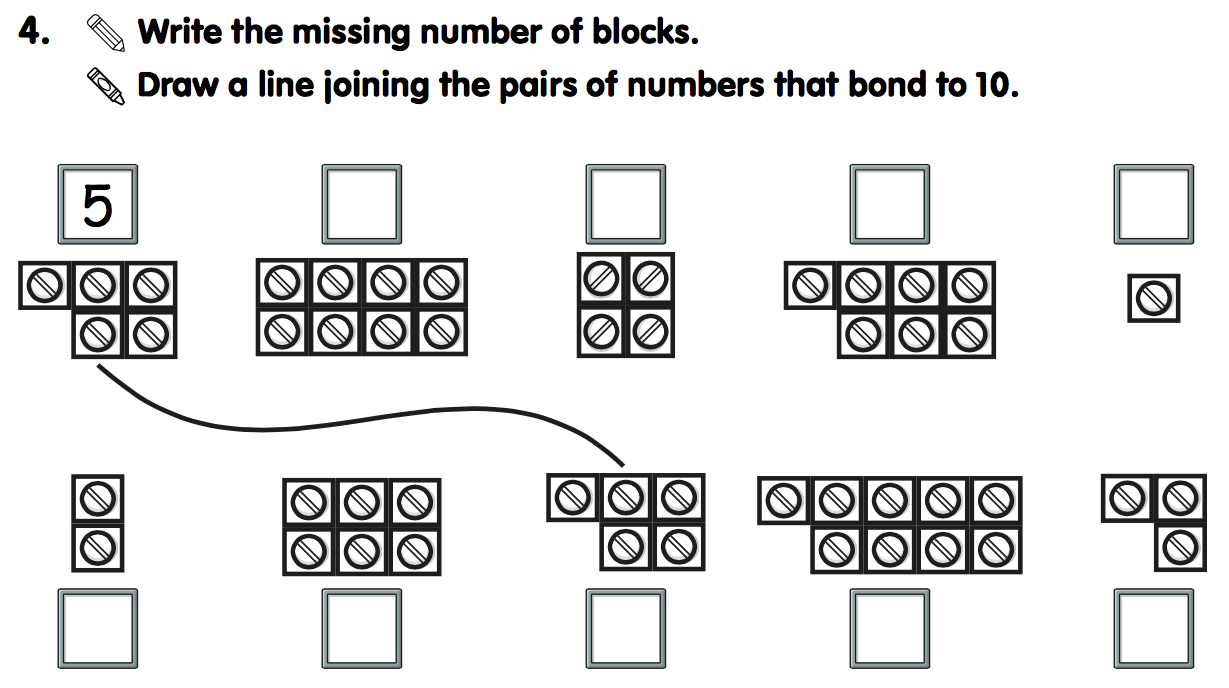 4. Write the missing number of blocks.
Draw a line joining the pairs of numbers that bond to 10.
5